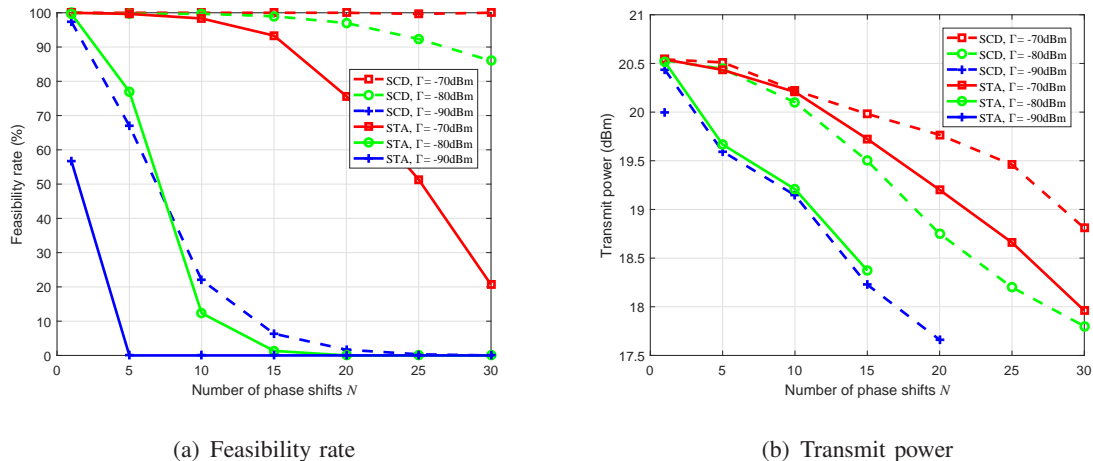 100
90
80
70
60
50
40
30
20
10
0
Feasibility rate (%)
SCD, Γ= -70dBm
SCD, Γ= -80dBm
SCD, Γ= -90dBm
STA, Γ= -70dBm
STA, Γ= -80dBm
STA, Γ= -90dBm
0 5 10 15 20 25 30
Number of phase shifts N
(a) Feasibility rate
21
20.5
20
19.5
19
18.5
18
17.5
Transmit power (dBm)
SCD, Γ= -70dBm
SCD, Γ= -80dBm
SCD, Γ= -90dBm
STA, Γ= -70dBm
STA, Γ= -80dBm
STA, Γ= -90dBm
0 5 10 15 20 25 30
Number of phase shifts N
(b) Transmit power